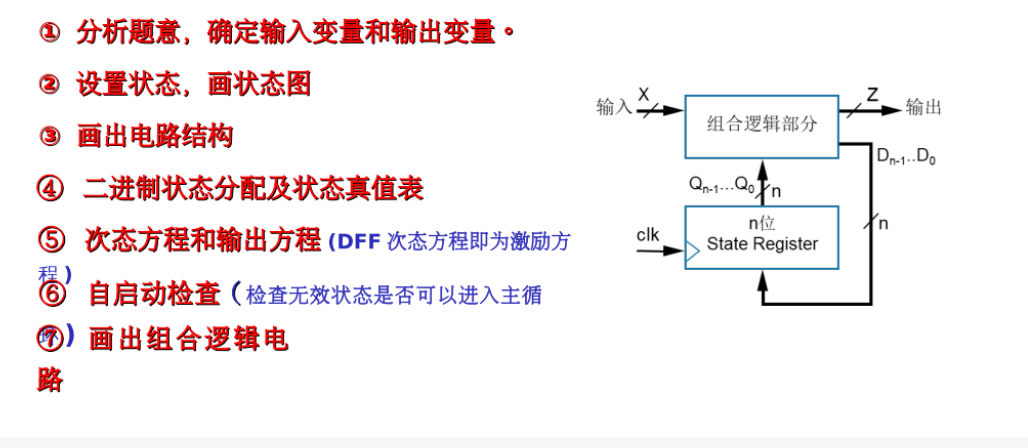 ① 分析题意，确定输入变量和输出变量。
② 设置状态，画状态图
③ 画出电路结构
④ 二进制状态分配及状态真值表
⑤ 次态方程和输出方程 (DFF 次态方程即为激励方
程)
⑥ 自启动检查（检查无效状态是否可以进入主循
环)
⑦ 画出组合逻辑电
路
输入
X
组合逻辑部分
Z
输出
Dn-1..D0
Qn-1...Q0
n
n位
State Register
clk
n